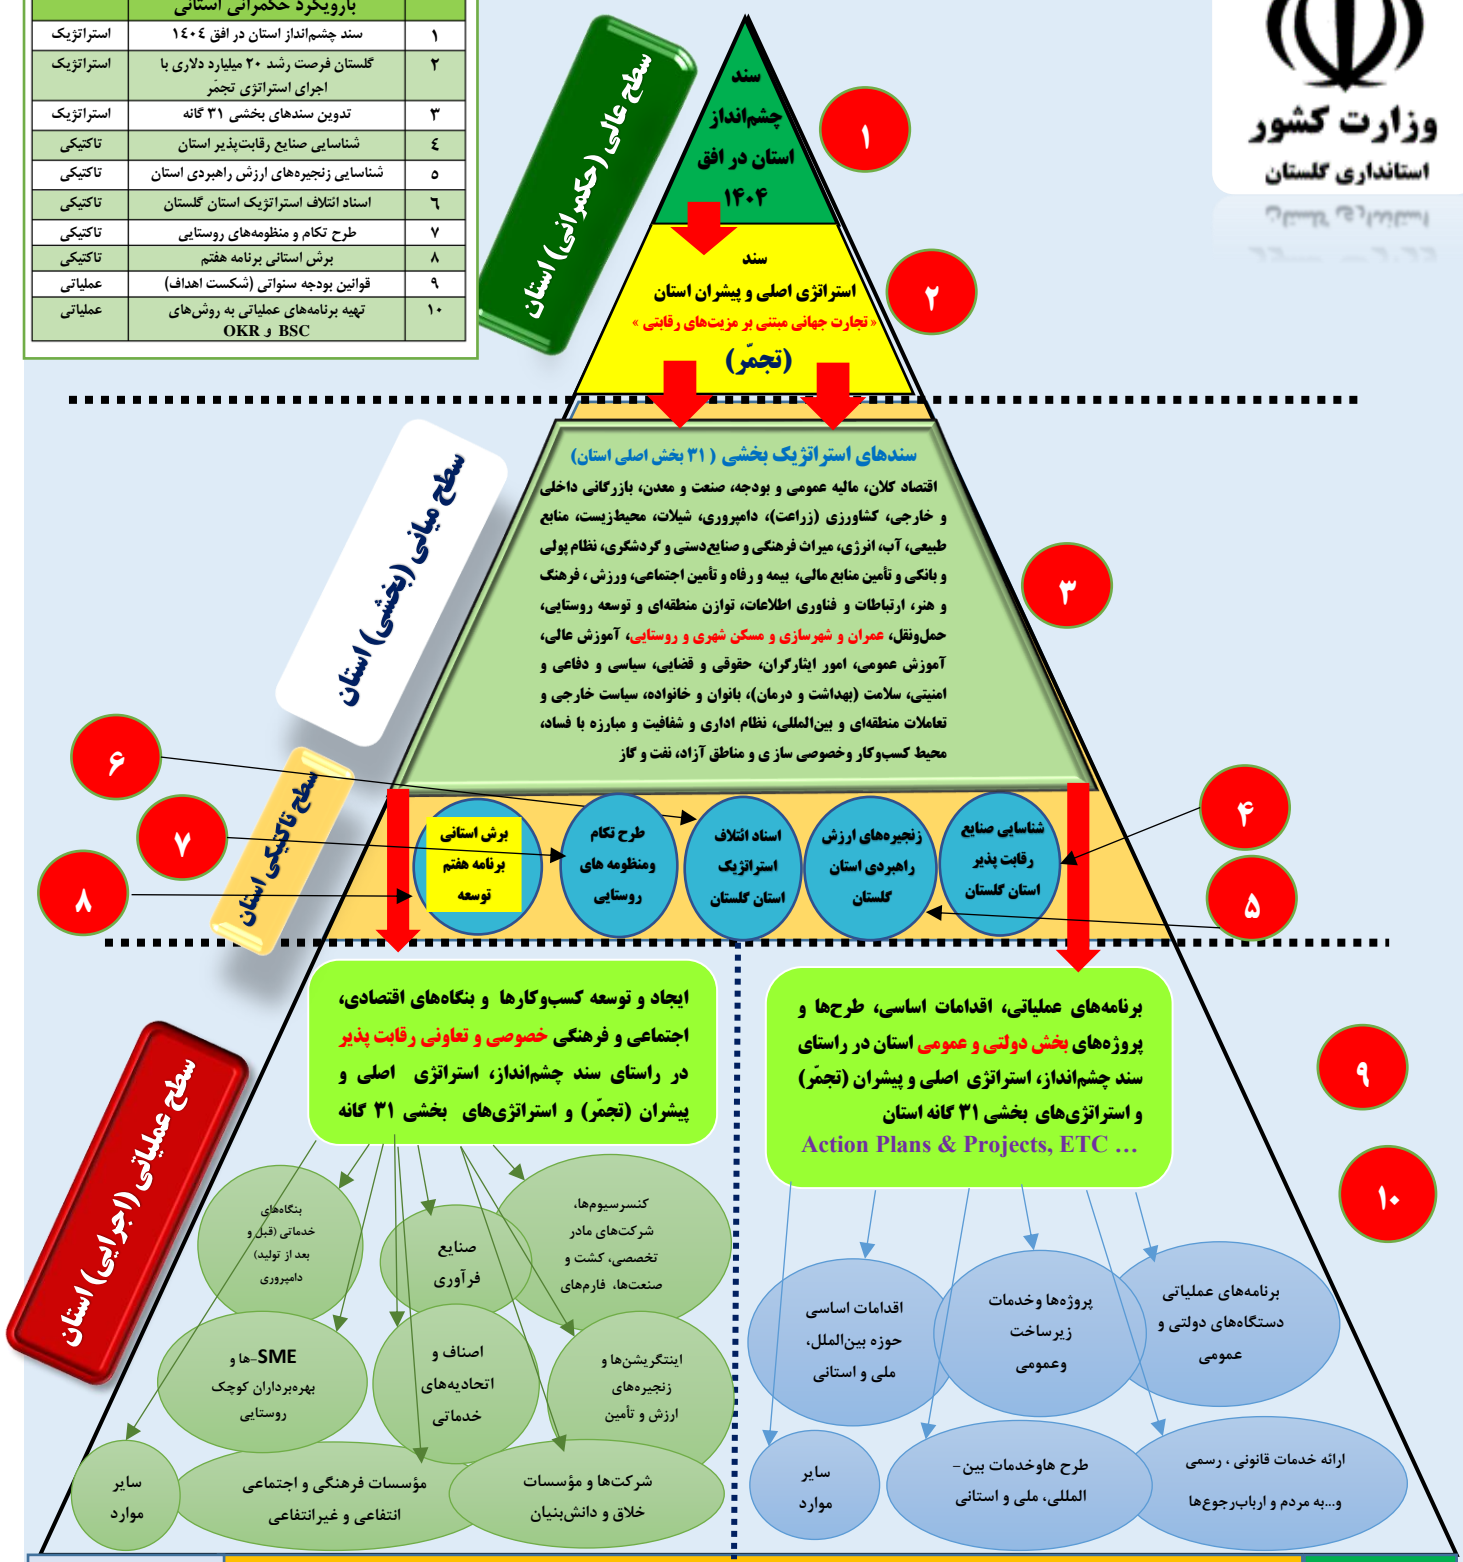 بارویکرد حکمرانی استانی
۱ سند چشم‌انداز استان در افق ۱٤۰٤ استراتژیک
۲ گلستان فرصت رشد ۲۰ میلیارد دلاری با استراتژیک
اجرای استراتژی تجمّر
۳ تدوین سندهای بخشی ۳۱ گانه استراتژیک
٤ شناسایی صنایع رقابت‌پذیر استان تاکتیکی
٥ شناسایی زنجیره‌های ارزش راهبردی استان تاکتیکی
٦ اسناد ائتلاف استراتژیک استان گلستان تاکتیکی
۷ طرح تکام و منظومه‌های روستایی تاکتیکی
۸ برش استانی برنامه هفتم تاکتیکی
۹ قوانین بودجه سنواتی (شکست اهداف) عملیاتی
۱۰ تهیه برنامه‌های عملیاتی به روش‌های عملیاتی
BSC و OKR
وزارت کشور
استانداری گلستان
سطح عالی (حکمرانی) استان
سند
چشم‌انداز
استان در افق
۱۴۰۴
۱
سند
استراتژی اصلی و پیشران استان
« تجارت جهانی مبتنی بر مزیت‌های رقابتی »
(تجمّر)
۲
سطح میانی (بخشی) استان
سندهای استراتژیک بخشی ( ۳۱ بخش اصلی استان)
اقتصاد کلان، مالیه عمومی و بودجه، صنعت و معدن، بازرگانی داخلی
و خارجی، کشاورزی (زراعت)، دامپروری، شیلات، محیط‌زیست، منابع
طبیعی، آب، انرژی، میراث فرهنگی و صنایع‌دستی و گردشگری، نظام پولی
و بانکی و تأمین منابع مالی، بیمه و رفاه و تأمین اجتماعی، ورزش ، فرهنگ
و هنر، ارتباطات و فناوری اطلاعات، توازن منطقه‌ای و توسعه روستایی،
حمل‌ونقل، عمران و شهرسازی و مسکن شهری و روستایی، آموزش عالی،
آموزش عمومی، امور ایثارگران، حقوقی و قضایی، سیاسی و دفاعی و
امنیتی، سلامت (بهداشت و درمان)، بانوان و خانواده، سیاست خارجی و
تعاملات منطقه‌ای و بین‌المللی، نظام اداری و شفافیت و مبارزه با فساد،
محیط کسب‌وکار وخصوصی سازی و مناطق آزاد، نفت و گاز
۳
سطح تاکتیکی استان
شناسایی صنایع
رقابت پذیر
استان گلستان
۴
زنجیره‌های ارزش
راهبردی استان
گلستان
۵
اسناد ائتلاف
استراتژیک
استان گلستان
۶
طرح تکام
ومنظومه های
روستایی
۷
برش استانی
برنامه هفتم
توسعه
۸
سطح عملیاتی (اجرایی) استان
برنامه‌های عملیاتی، اقدامات اساسی، طرح‌ها و
پروژه‌های بخش دولتی و عمومی استان در راستای
سند چشم‌انداز، استراتژی اصلی و پیشران (تجمّر)
و استراتژی‌های بخشی ۳۱ گانه استان
Action Plans & Projects, ETC …
ایجاد و توسعه کسب‌وکارها و بنگاه‌های اقتصادی،
اجتماعی و فرهنگی خصوصی و تعاونی رقابت پذیر
در راستای سند چشم‌انداز، استراتژی اصلی و
پیشران (تجمّر) و استراتژی‌های بخشی ۳۱ گانه
۹
۱۰
برنامه‌های عملیاتی
دستگاه‌های دولتی و
عمومی
پروژه‌ها وخدمات
زیرساخت
وعمومی
اقدامات اساسی
حوزه بین‌الملل،
ملی و استانی
ارائه خدمات قانونی ، رسمی
و...به مردم و ارباب‌رجوع‌ها
طرح هاوخدمات بین-
المللی، ملی و استانی
سایر
موارد
کنسرسیوم‌ها،
شرکت‌های مادر
تخصصی، کشت و
صنعت‌ها، فارم‌های
صنایع
فرآوری
بنگاه‌های
خدماتی (قبل و
بعد از تولید)
دامپروری
اینتگریشن‌ها و
زنجیره‌های
ارزش و تأمین
اصناف و
اتحادیه‌های
خدماتی
SME-ها و
بهره‌برداران کوچک
روستایی
شرکت‌ها و مؤسسات
خلاق و دانش‌بنیان
مؤسسات فرهنگی و اجتماعی
انتفاعی و غیرانتفاعی
سایر
موارد